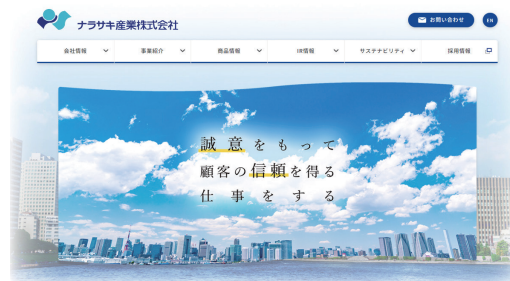 ナラサキ産業株式会社
お問い合わせ
EN
会社情報
事業紹介
商品情報
IR情報
サステナビリティ
採用情報
誠意をもって
顧客の信頼を得る
仕事をする